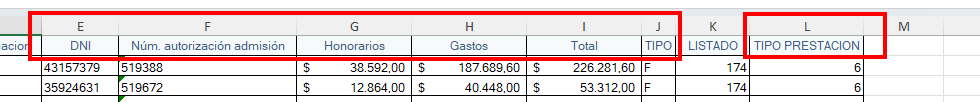 E F G H I J K L M
nacion DNI Núm. autorización admisión Honorarios Gastos Total TIPO LISTADO TIPO PRESTACION
43157379 519388 $ 38.592,00 $ 187.689,60 $ 226.281,60 F 174 6
35924631 519672 $ 12.864,00 $ 40.448,00 $ 53.312,00 F 174 6